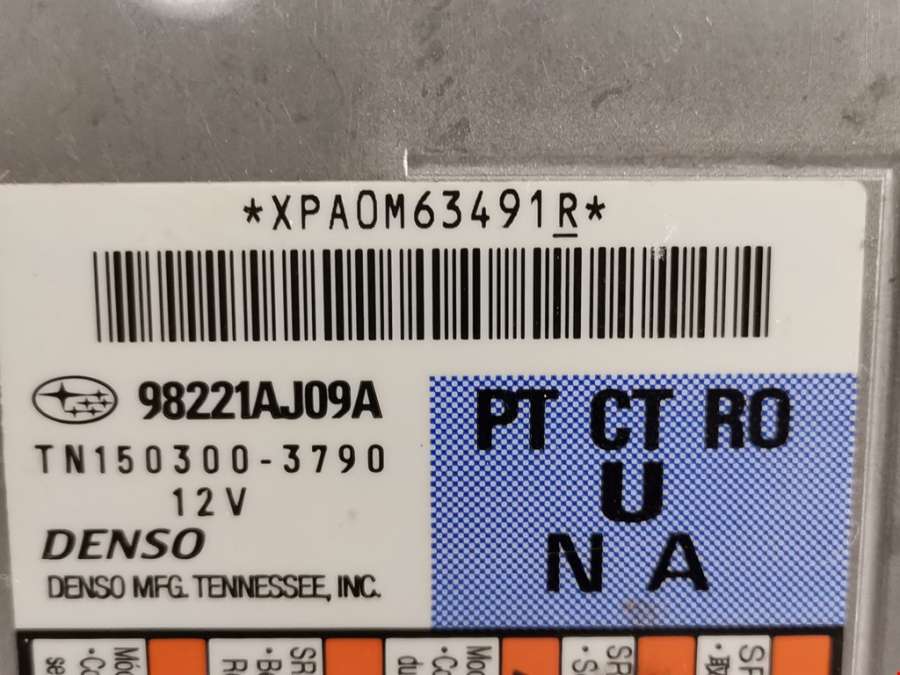 *XPA0M63491R*
98221AJ09A
TN150300-3790
12V
DENSO
DENSO MFG. TENNESSEE, INC.
PT CT RO
U
N A